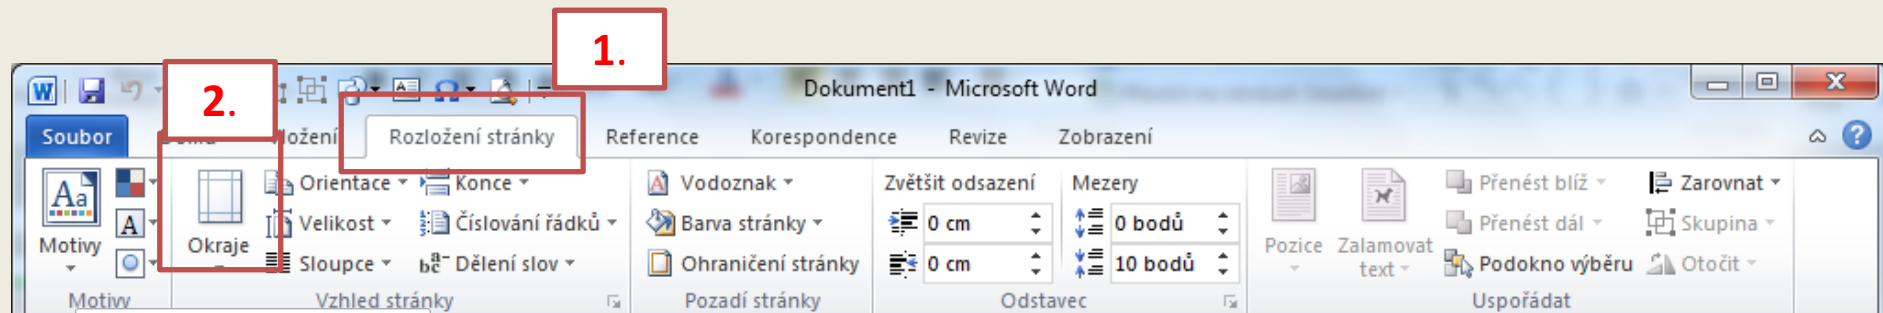 1.
2.
Dokument1 - Microsoft Word
Soubor Rozložení stránky Reference Korespondence Revize Zobrazení
Orientace Konce Vodoznak Zvětšit odsazení Mezery Přenést blíž Zarovnat
Velikost Číslování řádků Barva stránky 0 cm 0 bodů Přenést dál Skupina
Motivy Okraje Pozice Zalamovat text
Sloupce Dělení slov Ohraničení stránky 0 cm 10 bodů Podokno výběru Otočit
Motivy Vzhled stránky Pozadí stránky Odstavec Uspořádat